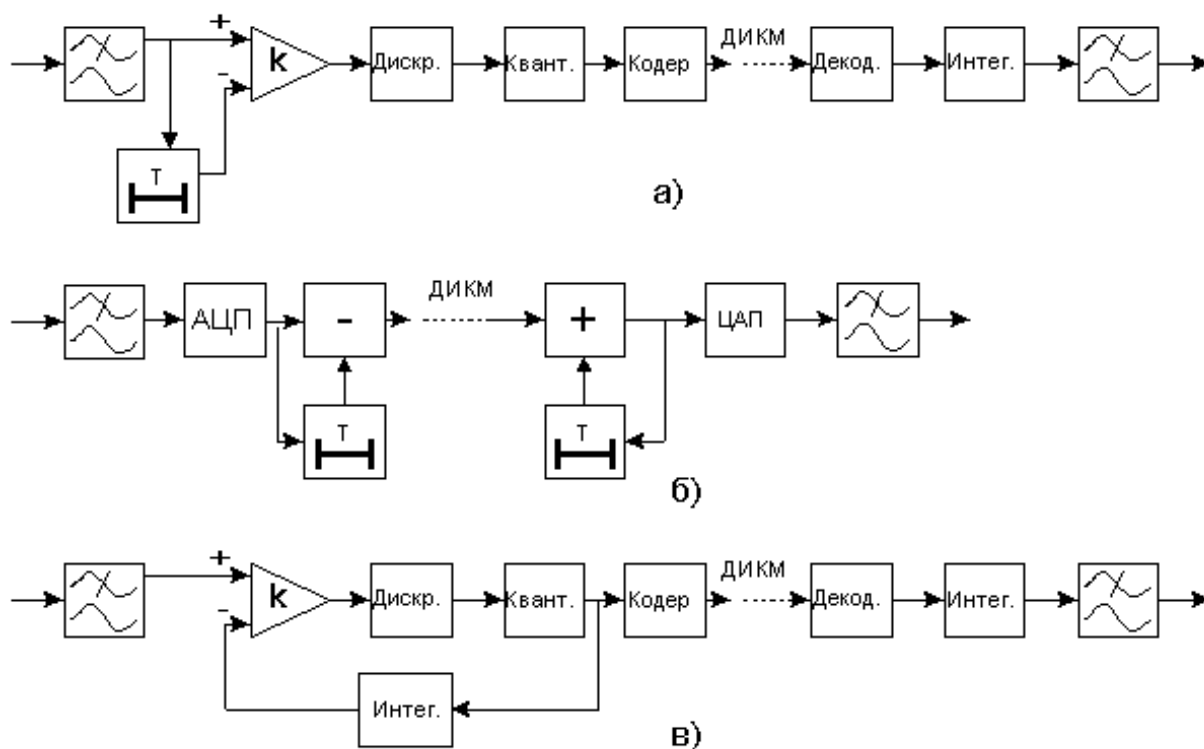 +
-
k
Дискр.
Квант.
Кодер
ДИКМ
Декод.
Интег.
T
а)
АЦП
-
ДИКМ
+
ЦАП
T
T
б)
+
-
k
Дискр.
Квант.
Кодер
ДИКМ
Декод.
Интег.
Интег.
в)